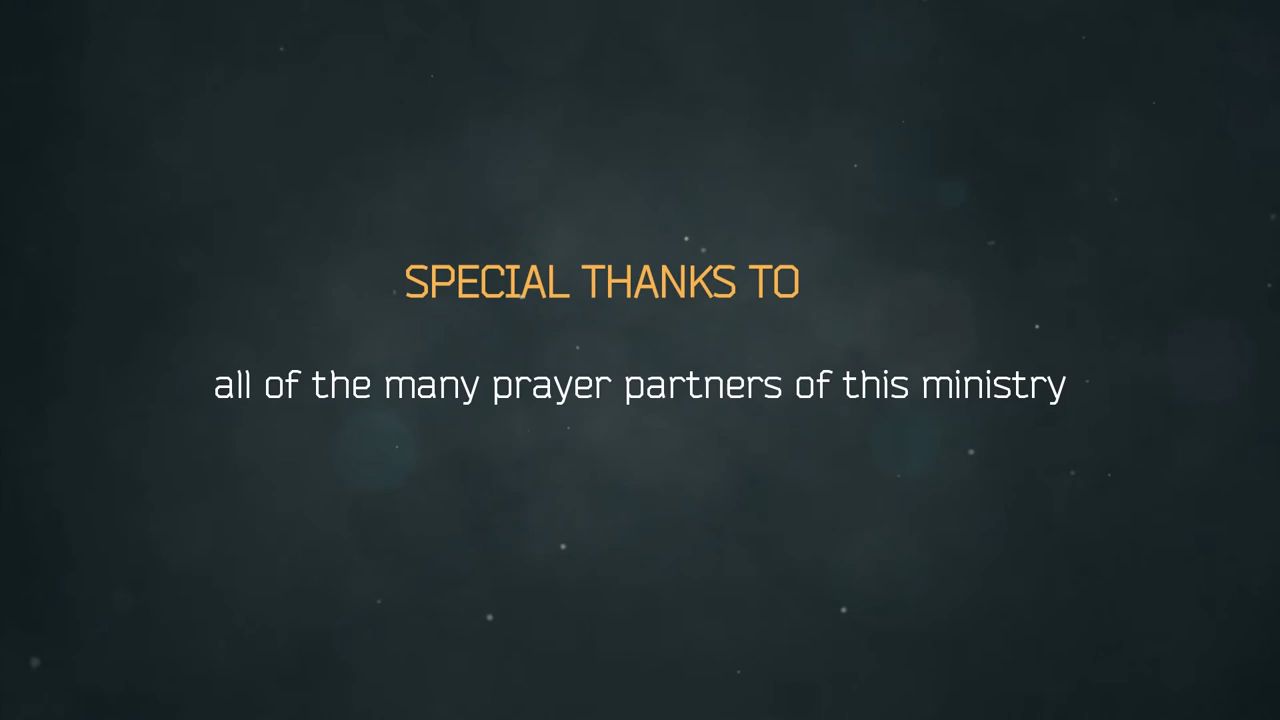 SPECIAL THANKS TO
all of the many prayer partners of this ministry